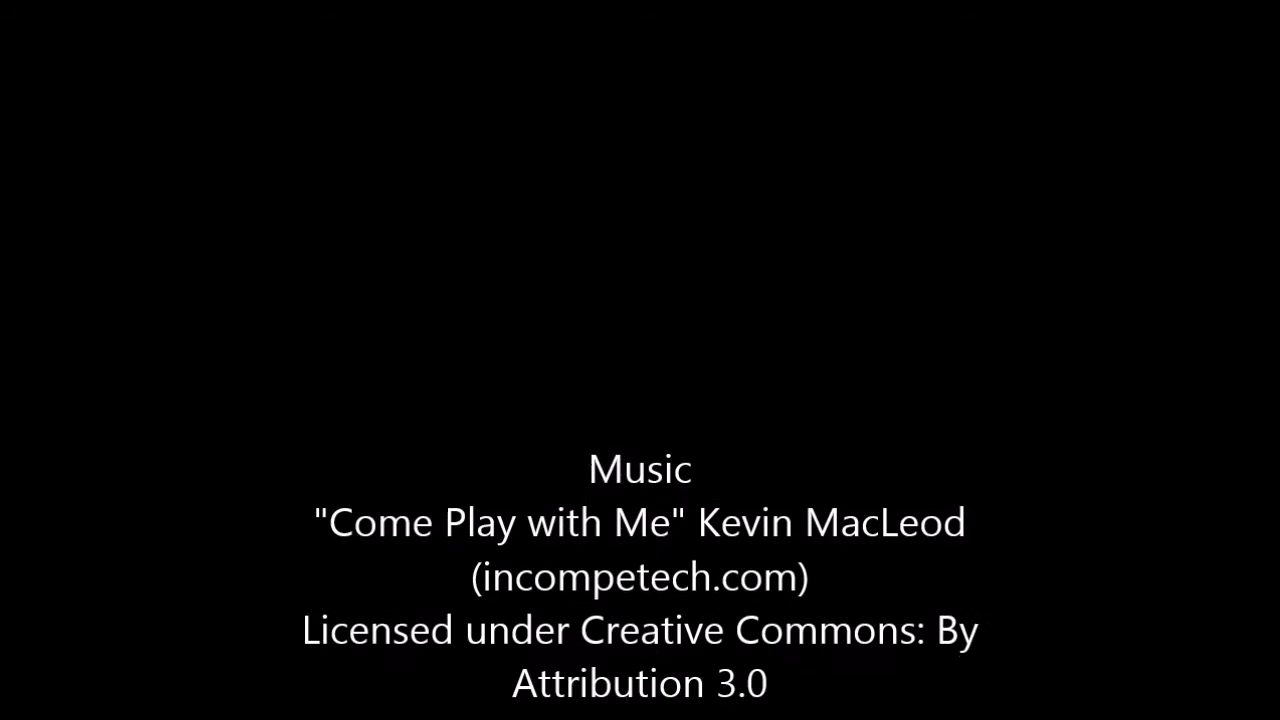 Music
"Come Play with Me" Kevin MacLeod
(incompetech.com)
Licensed under Creative Commons: By
Attribution 3.0